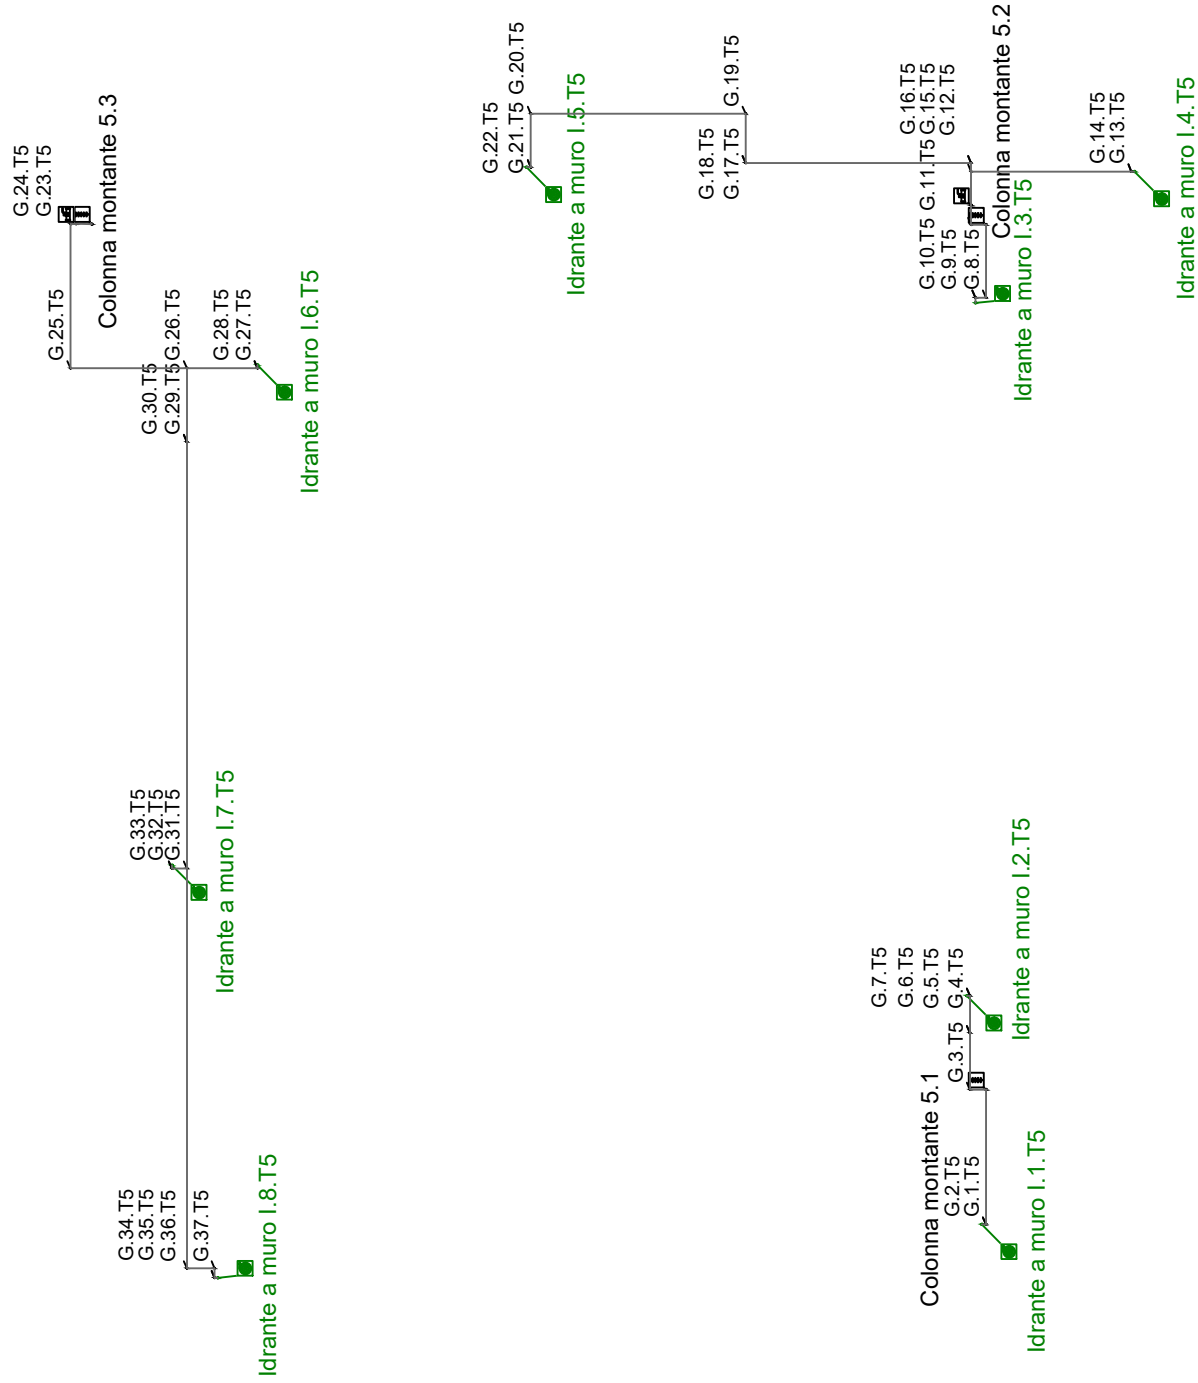 G.24.T5
G.23.T5
Colonna montante 5.3
G.25.T5
G.26.T5
G.28.T5
G.27.T5
Idrante a muro I.6.T5
G.30.T5
G.29.T5
G.33.T5
G.32.T5
G.31.T5
Idrante a muro I.7.T5
G.34.T5
G.35.T5
G.36.T5
G.37.T5
Idrante a muro I.8.T5
G.22.T5
G.21.T5
G.20.T5
Idrante a muro I.5.T5
G.19.T5
G.18.T5
G.17.T5
G.16.T5
G.15.T5
G.12.T5
G.11.T5
Colonna montante 5.2
G.14.T5
G.13.T5
Idrante a muro I.4.T5
G.10.T5
G.9.T5
G.8.T5
Idrante a muro I.3.T5
G.7.T5
G.6.T5
G.5.T5
G.4.T5
Idrante a muro I.2.T5
G.3.T5
Colonna montante 5.1
G.2.T5
G.1.T5
Idrante a muro I.1.T5